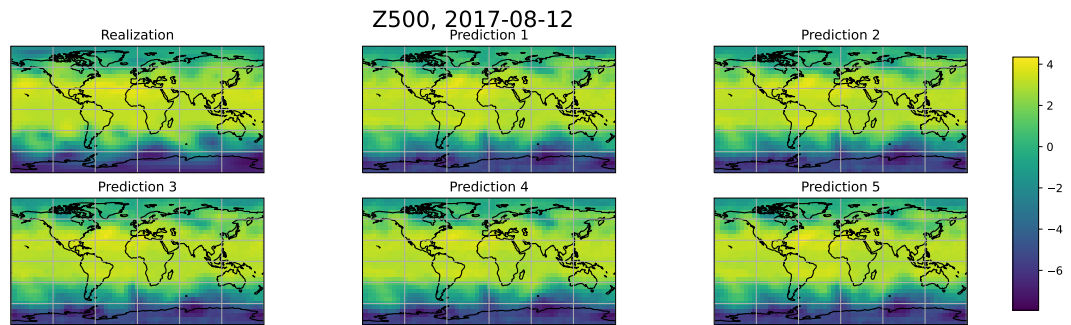 Z500, 2017-08-12
Realization
Prediction 1
Prediction 2
Prediction 3
Prediction 4
Prediction 5
4
2
0
−2
−4
−6